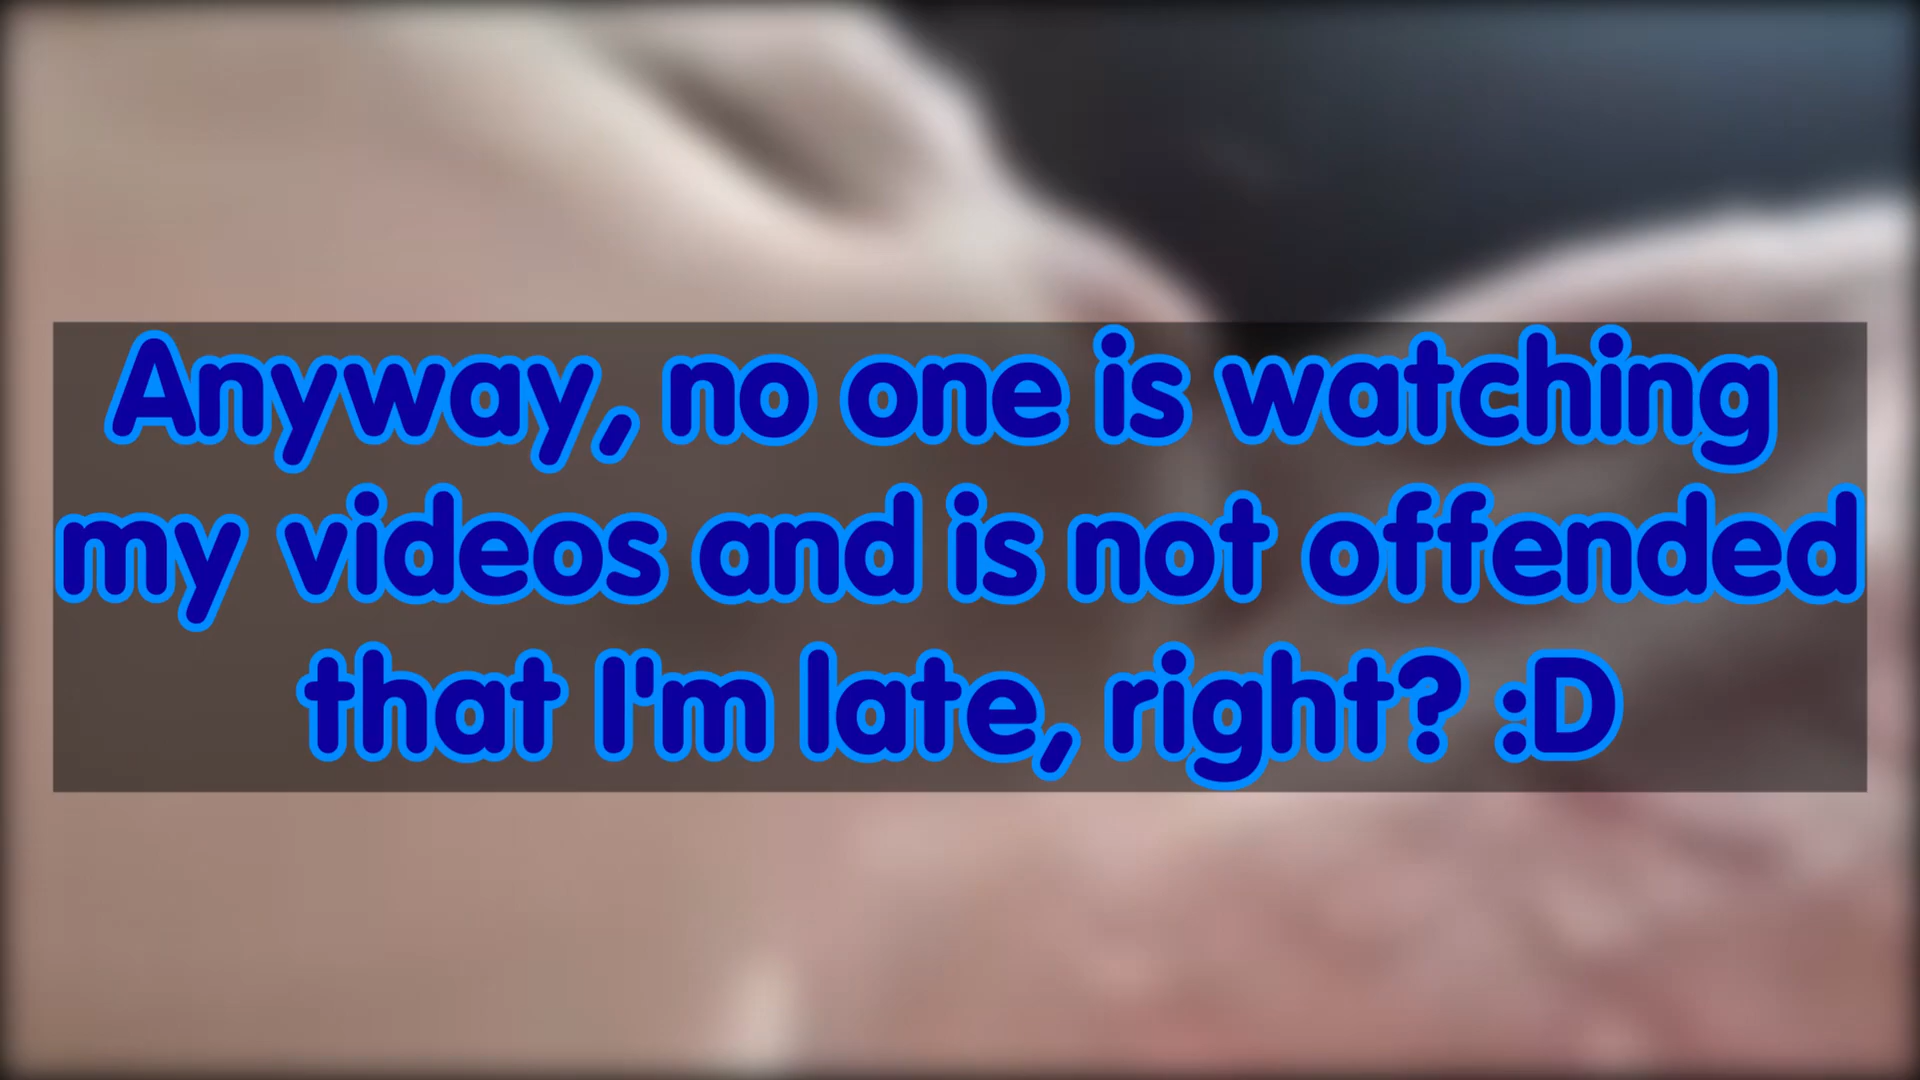 Anyway, no one is watching
my videos and is not offended
that I'm late, right? :D